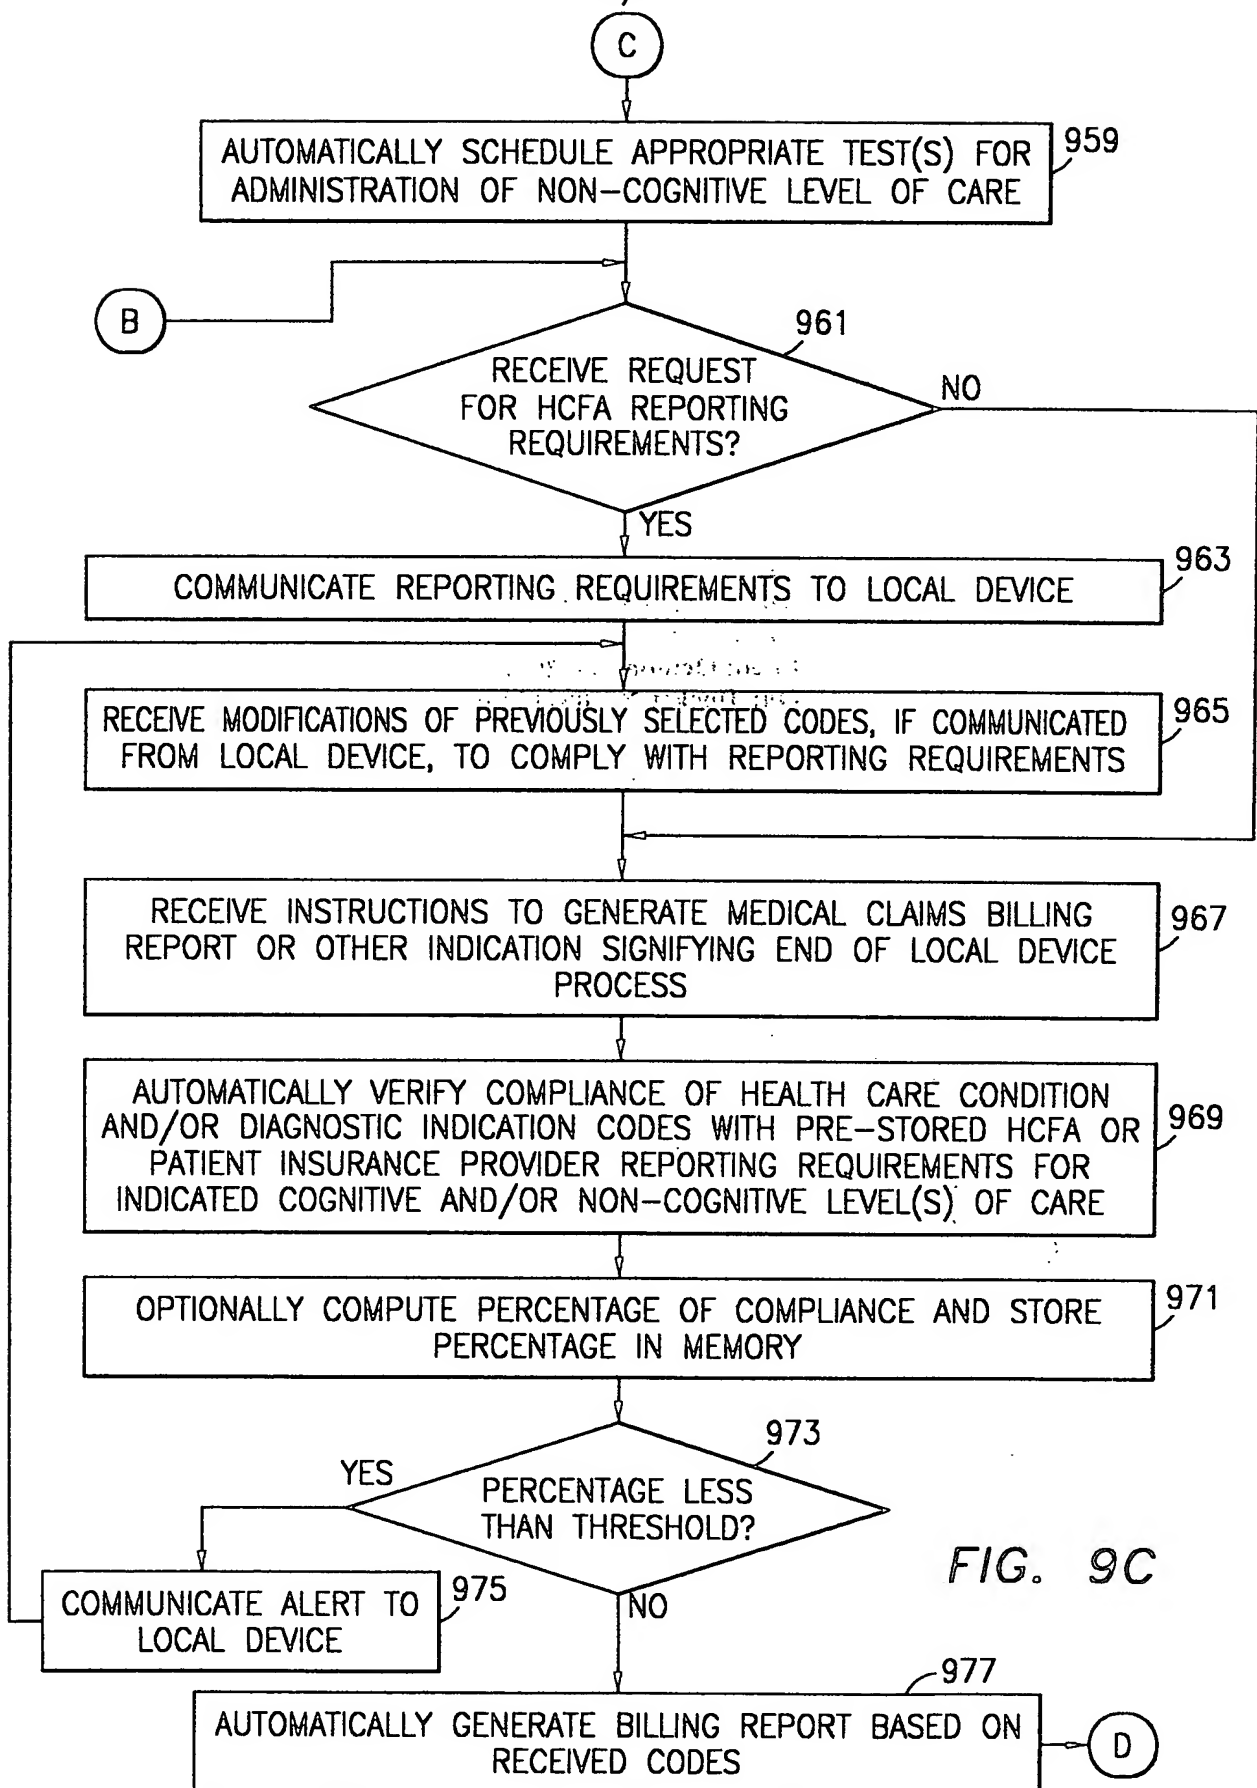 C
AUTOMATICALLY SCHEDULE APPROPRIATE TEST(S) FOR
ADMINISTRATION OF NON-COGNITIVE LEVEL OF CARE
959
B
961
RECEIVE REQUEST
FOR HCFA REPORTING
REQUIREMENTS?
NO
YES
COMMUNICATE REPORTING REQUIREMENTS TO LOCAL DEVICE
963
RECEIVE MODIFICATIONS OF PREVIOUSLY SELECTED CODES, IF COMMUNICATED
FROM LOCAL DEVICE, TO COMPLY WITH REPORTING REQUIREMENTS
965
RECEIVE INSTRUCTIONS TO GENERATE MEDICAL CLAIMS BILLING
REPORT OR OTHER INDICATION SIGNIFYING END OF LOCAL DEVICE
PROCESS
967
AUTOMATICALLY VERIFY COMPLIANCE OF HEALTH CARE CONDITION
AND/OR DIAGNOSTIC INDICATION CODES WITH PRE-STORED HCFA OR
PATIENT INSURANCE PROVIDER REPORTING REQUIREMENTS FOR
INDICATED COGNITIVE AND/OR NON-COGNITIVE LEVEL(S) OF CARE
969
OPTIONALLY COMPUTE PERCENTAGE OF COMPLIANCE AND STORE
PERCENTAGE IN MEMORY
971
973
YES
PERCENTAGE LESS
THAN THRESHOLD?
NO
COMMUNICATE ALERT TO
LOCAL DEVICE
975
FIG. 9C
977
AUTOMATICALLY GENERATE BILLING REPORT BASED ON
RECEIVED CODES
D